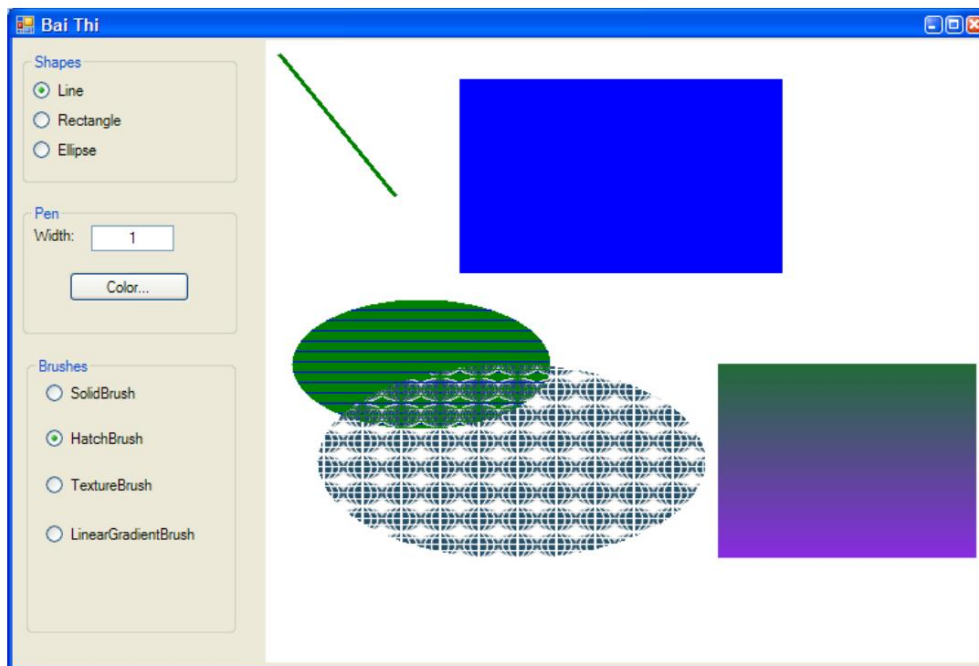 Bai Thi
Shapes
Line
Rectangle
Ellipse
Pen
Width: 1
Color...
Brushes
SolidBrush
HatchBrush
TextureBrush
LinearGradientBrush